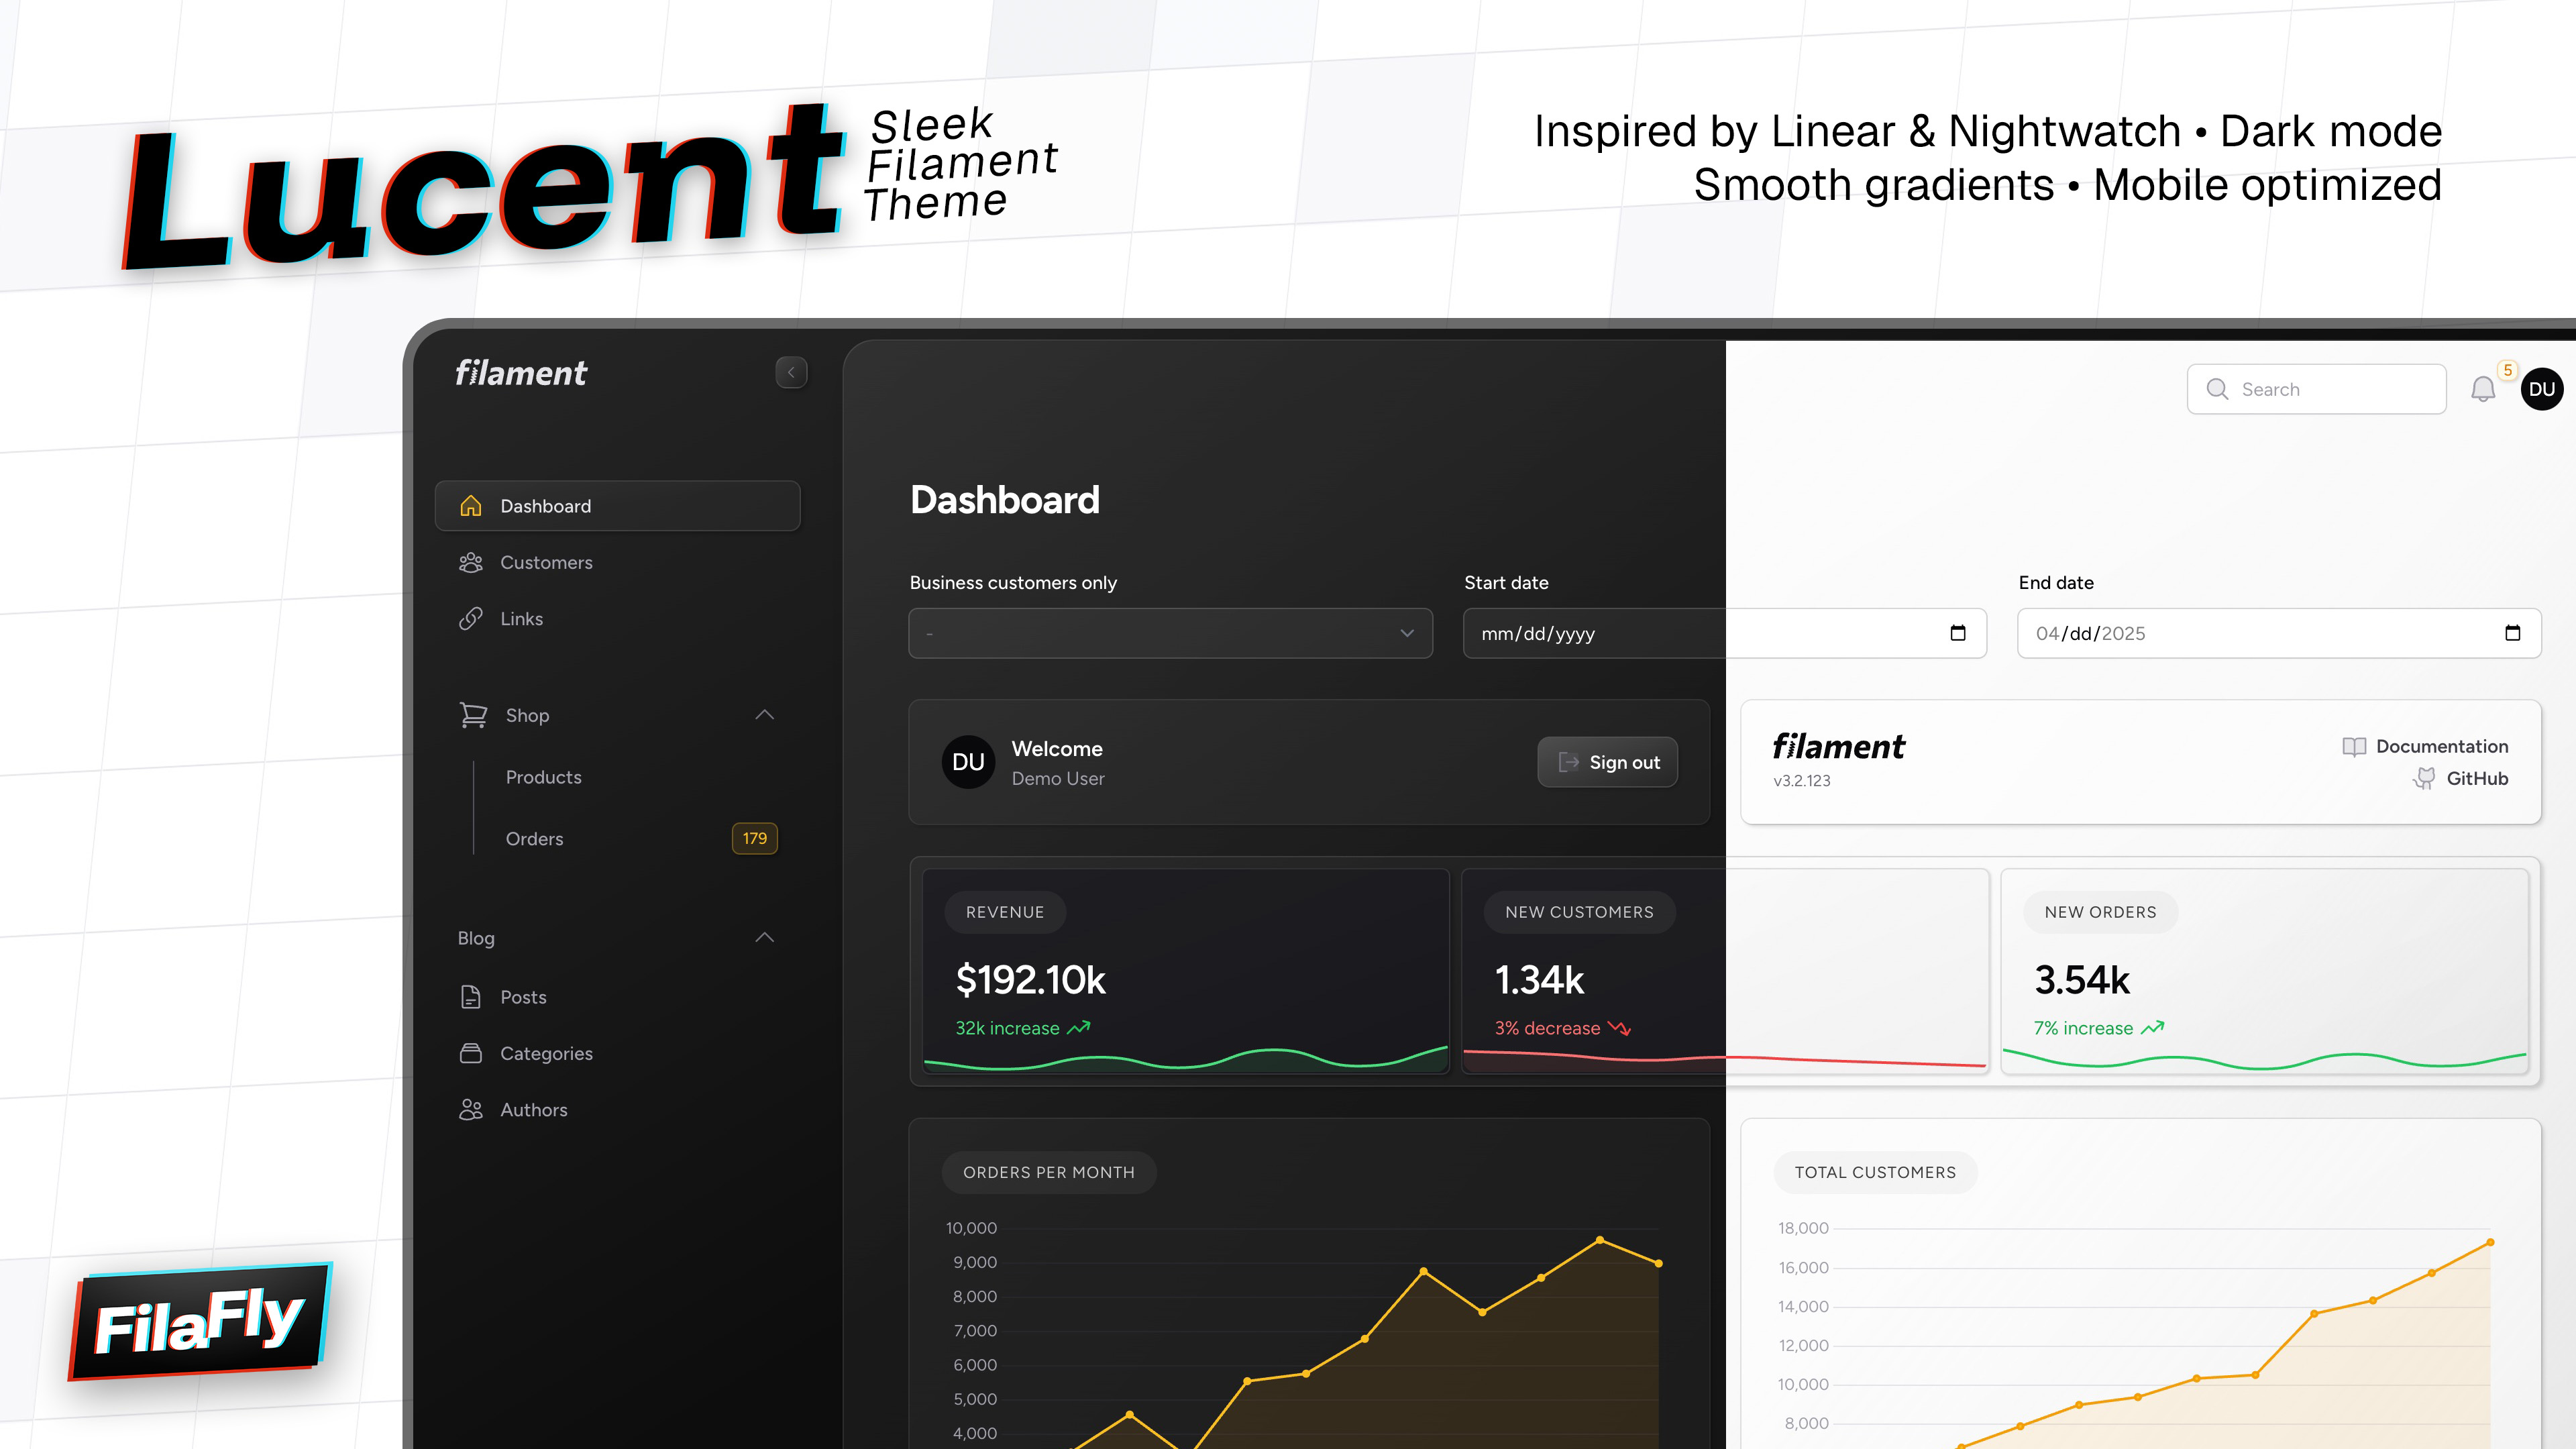 Lucent
Sleek
Filament
Theme
Inspired by Linear & Nightwatch • Dark mode
Smooth gradients • Mobile optimized
filament
Search
5
DU
Dashboard
Customers
Links
Shop
Products
Orders
179
Blog
Posts
Categories
Authors
Dashboard
Business customers only
-
Start date
mm/dd/yyyy
End date
04/dd/2025
DU
Welcome
Demo User
Sign out
filament
v3.2.123
Documentation
GitHub
REVENUE
$192.10k
32k increase
NEW CUSTOMERS
1.34k
3% decrease
NEW ORDERS
3.54k
7% increase
ORDERS PER MONTH
10,000
9,000
8,000
7,000
6,000
5,000
4,000
TOTAL CUSTOMERS
18,000
16,000
14,000
12,000
10,000
8,000
FilaFly